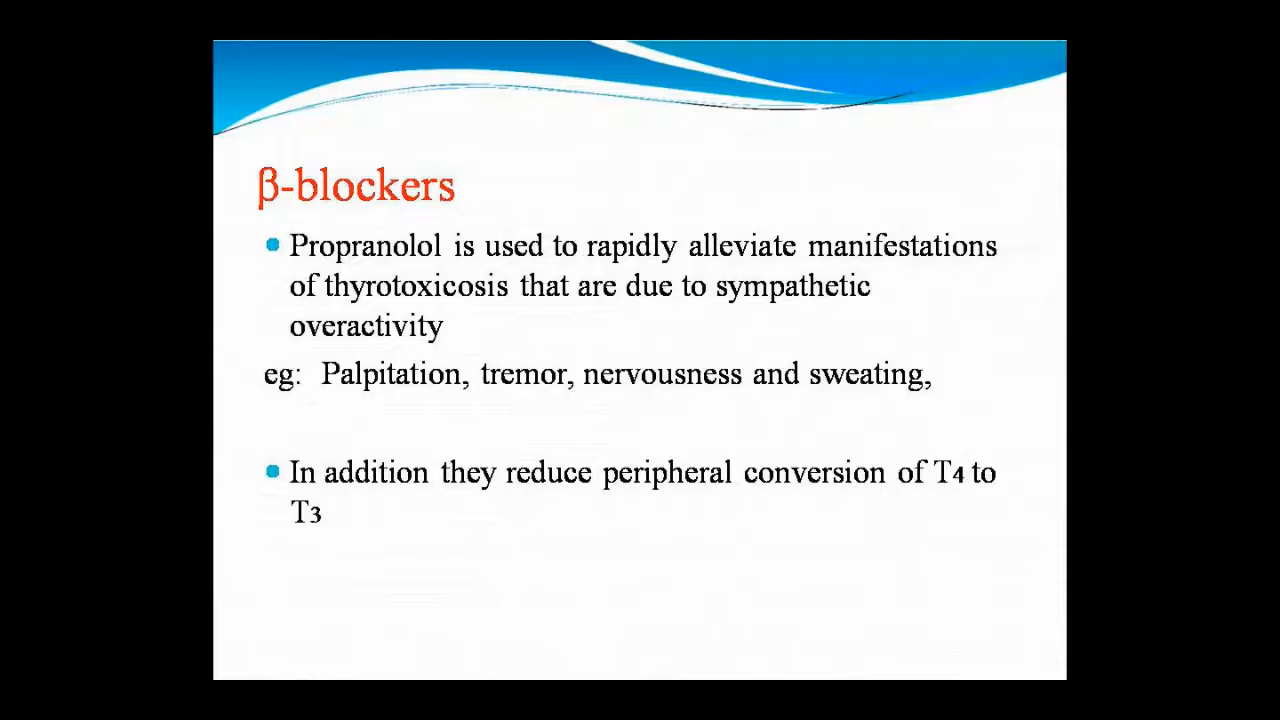 β-blockers
Propranolol is used to rapidly alleviate manifestations
of thyrotoxicosis that are due to sympathetic
overactivity
eg: Palpitation, tremor, nervousness and sweating,
In addition they reduce peripheral conversion of T4 to
T3